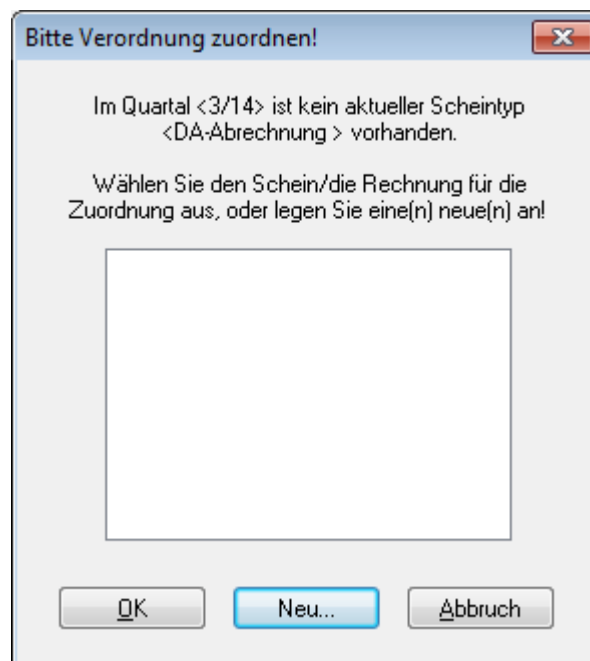 Bitte Verordnung zuordnen!
Im Quartal <3/14> ist kein aktueller Scheintyp
<DA-Abrechnung > vorhanden.
Wählen Sie den Schein/die Rechnung für die
Zuordnung aus, oder legen Sie eine(n) neue(n) an!
OK
Neu...
Abbruch